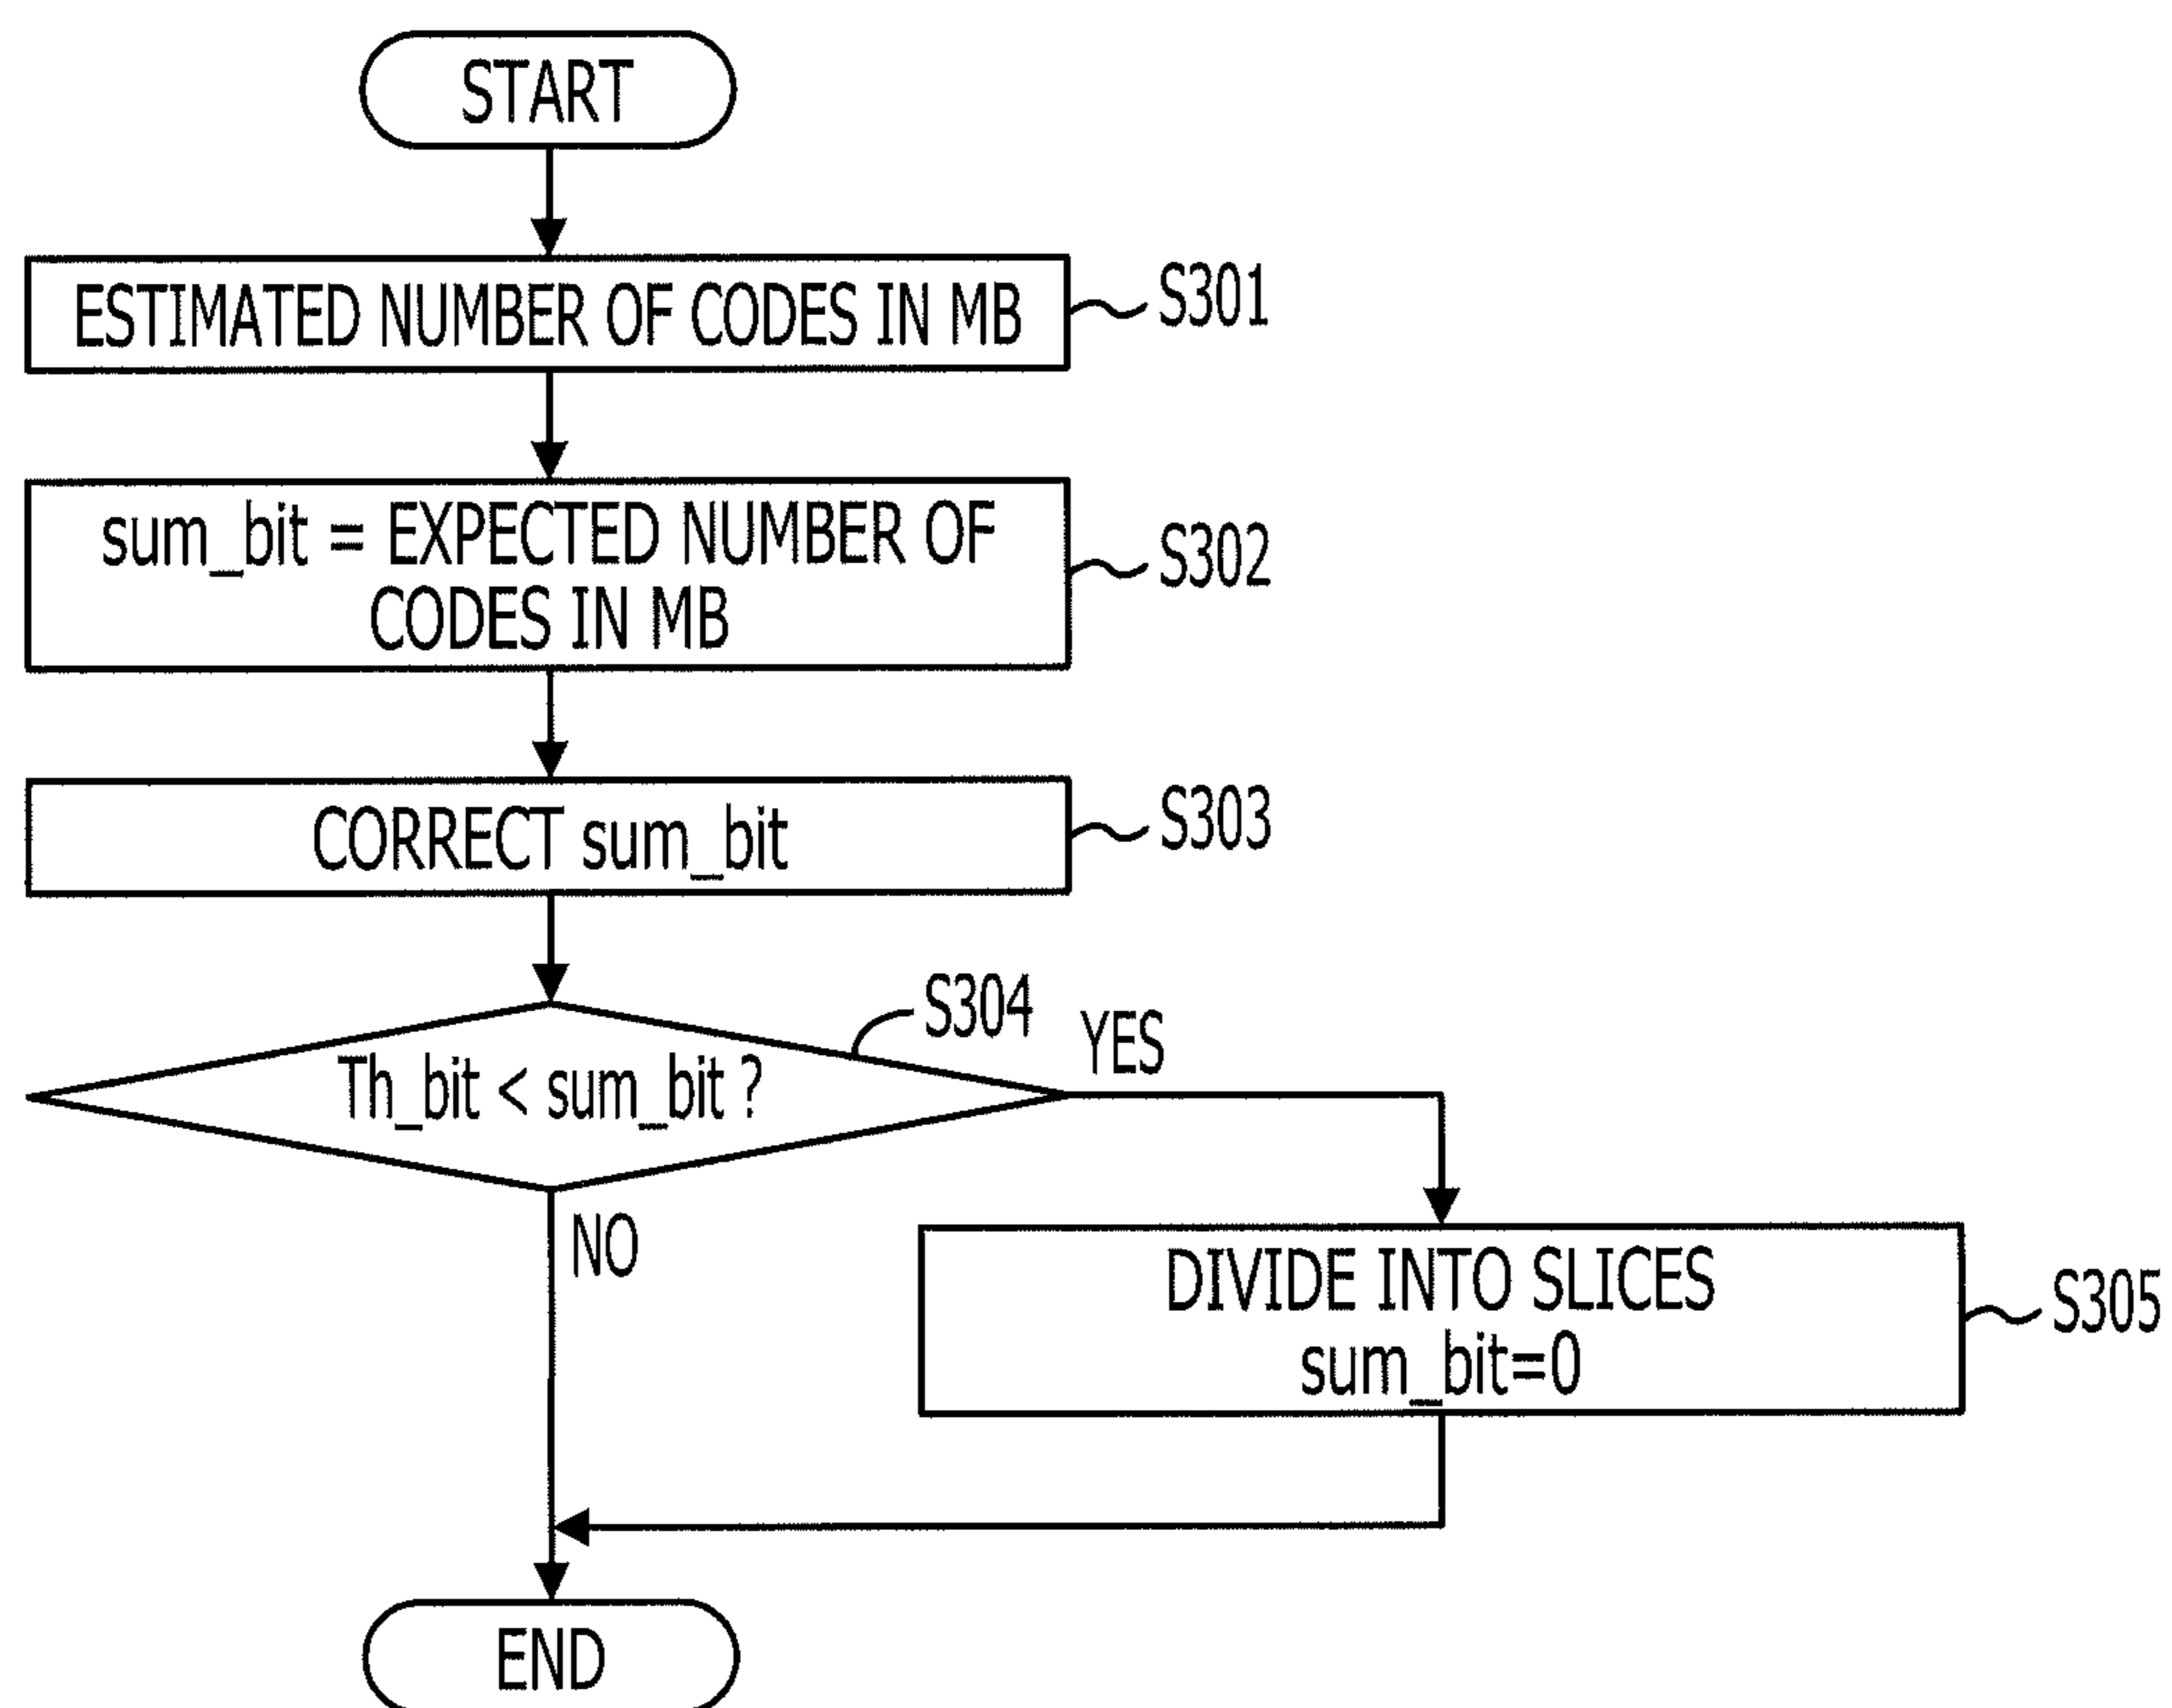 START
ESTIMATED NUMBER OF CODES IN MB
S301
sum_bit = EXPECTED NUMBER OF
CODES IN MB
S302
CORRECT sum_bit
S303
S304
Th_bit < sum_bit ?
YES
NO
DIVIDE INTO SLICES
sum_bit=0
S305
END